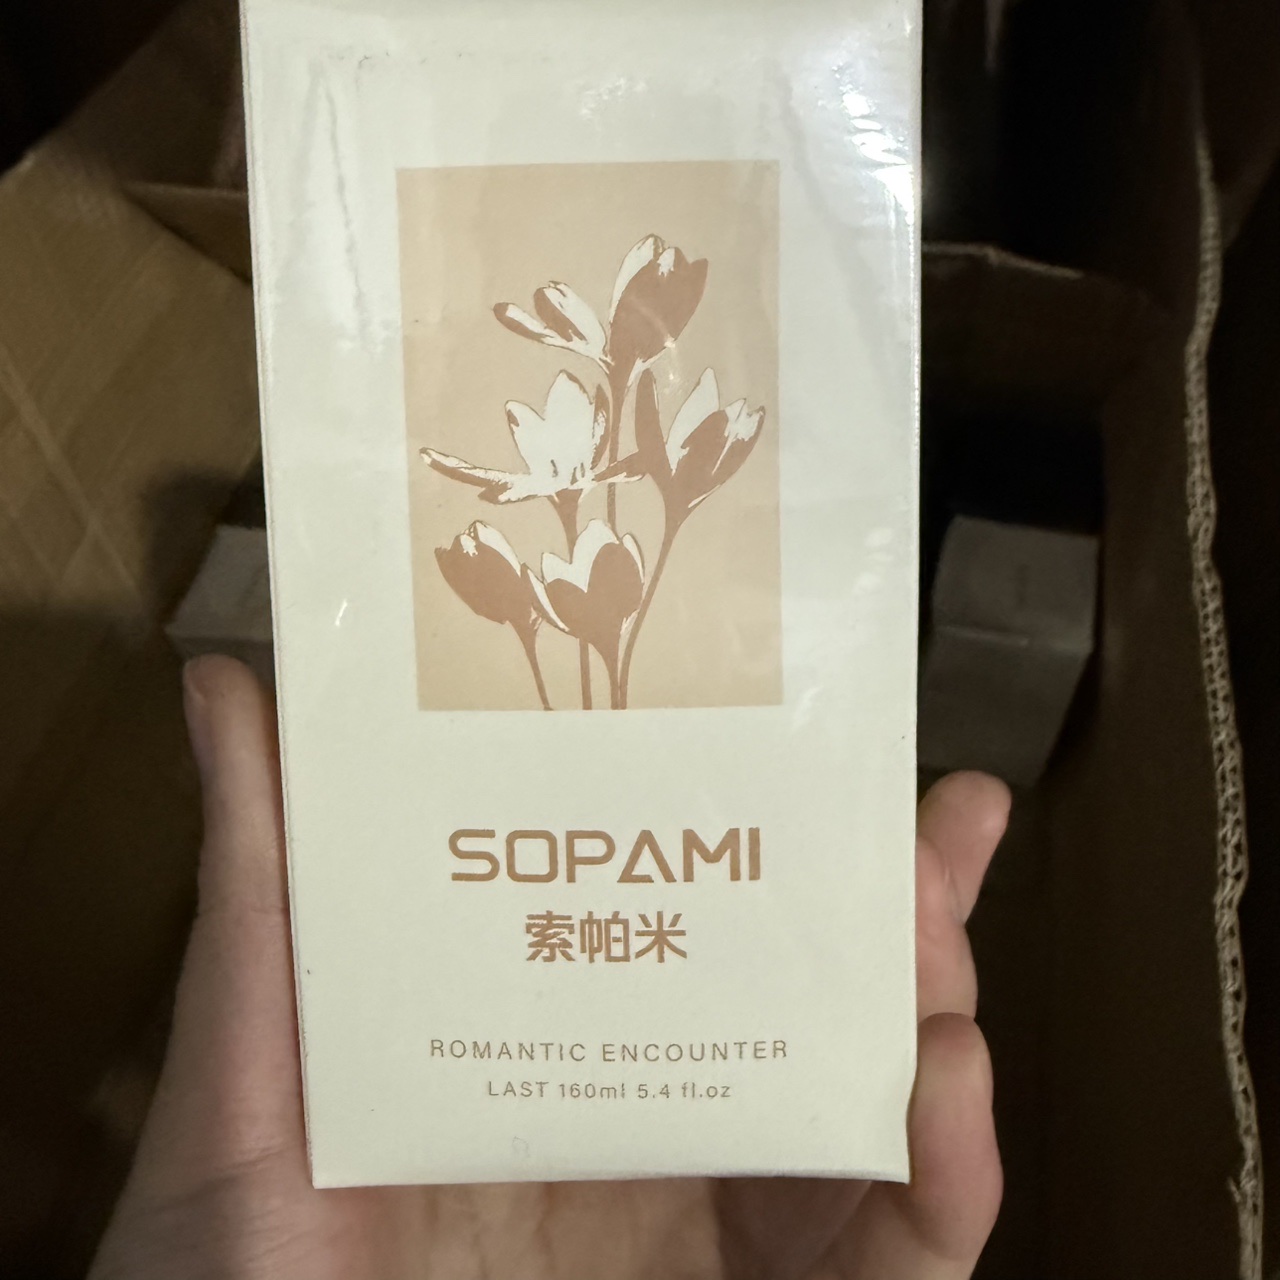 SOPAMI
索帕米
ROMANTIC ENCOUNTER
LAST 160ml 5.4 fl.oz